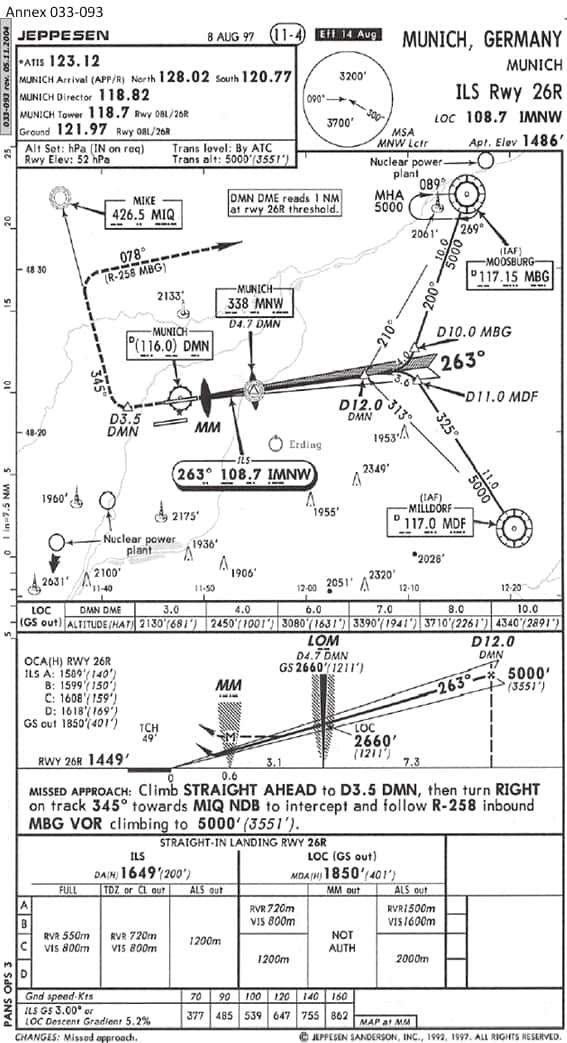 Annex 033-093
033-093 rev. 05.11.2004
JEPPESEN
8 AUG 97
11-4
Eff 14 Aug
MUNICH, GERMANY
MUNICH
ILS Rwy 26R
LOC 108.7 IMNW
Apt. Elev 1486'
*ATIS 123.12
MUNICH Arrival (APP/R) North 128.02 South 120.77
MUNICH Director 118.82
MUNICH Tower 118.7 Rwy 08L/26R
Ground 121.97 Rwy 08L/26R
Alt Set: hPa (IN on req) Trans level: By ATC
Rwy Elev: 52 hPa Trans alt: 5000'(3551')
3200'
090°
300°
3700'
MSA
MNW Lctr
Nuclear power
plant
MIKE
426.5 MIQ
DMN DME reads 1 NM
at rwy 26R threshold.
MHA
5000
089°
269°
2061'
(IAF)
MOOSBURG
D 117.15 MBG
078°
(R-258 MBG)
48-30
2133'
MUNICH
338 MNW
D4.7 DMN
MUNICH
D (116.0) DMN
10.0
5000
200°
210°
D10.0 MBG
4.0
263°
3.6
D11.0 MDF
345°
D3.5
DMN
MM
D12.0
DMN
313°
325°
11.0
5000
48-20
Erding
1953'
ILS
263° 108.7 IMNW
2349'
1960'
2175'
1955'
(IAF)
MILLDORF
D 117.0 MDF
Nuclear power
plant
1936'
1906'
2028'
2631'
2100'
2051'
2320'
11-40
11-50
12-00
12-10
12-20
25
20
15
10
5
0
1 in=7.5 NM
5
LOC DMN DME 3.0 4.0 6.0 7.0 8.0 10.0
(GS out) ALTITUDE(HAT) 2130'(681') 2450'(1001') 3080'(1631') 3390'(1941') 3710'(2261') 4340'(2891')
OCA(H) RWY 26R
ILS A: 1589'(140')
B: 1599'(150')
C: 1608'(159')
D: 1618'(169')
GS out 1850'(401')
LOM
D4.7 DMN
GS 2660'(1211')
D12.0
DMN
MM
M
263°
5000'
(3551')
TCH
49'
LOC
2660'
(1211')
RWY 26R 1449'
0
0.6
3.1
7.3
MISSED APPROACH: Climb STRAIGHT AHEAD to D3.5 DMN, then turn RIGHT
on track 345° towards MIQ NDB to intercept and follow R-258 inbound
MBG VOR climbing to 5000'(3551').
STRAIGHT-IN LANDING RWY 26R
ILS
DA(H) 1649'(200')
LOC (GS out)
MDA(H) 1850'(401')
FULL TDZ or CL out ALS out MM out ALS out
A
B
C
D
RVR 550m
VIS 800m
RVR 720m
VIS 800m
1200m
RVR 720m
VIS 800m
1200m
NOT
AUTH
RVR 1500m
VIS 1600m
2000m
Gnd speed-Kts 70 90 100 120 140 160
ILS GS 3.00° or
LOC Descent Gradient 5.2% 377 485 539 647 755 862
MAP at MM
PANS OPS 3
CHANGES: Missed approach.
© JEPPESEN SANDERSON, INC., 1992, 1997. ALL RIGHTS RESERVED.